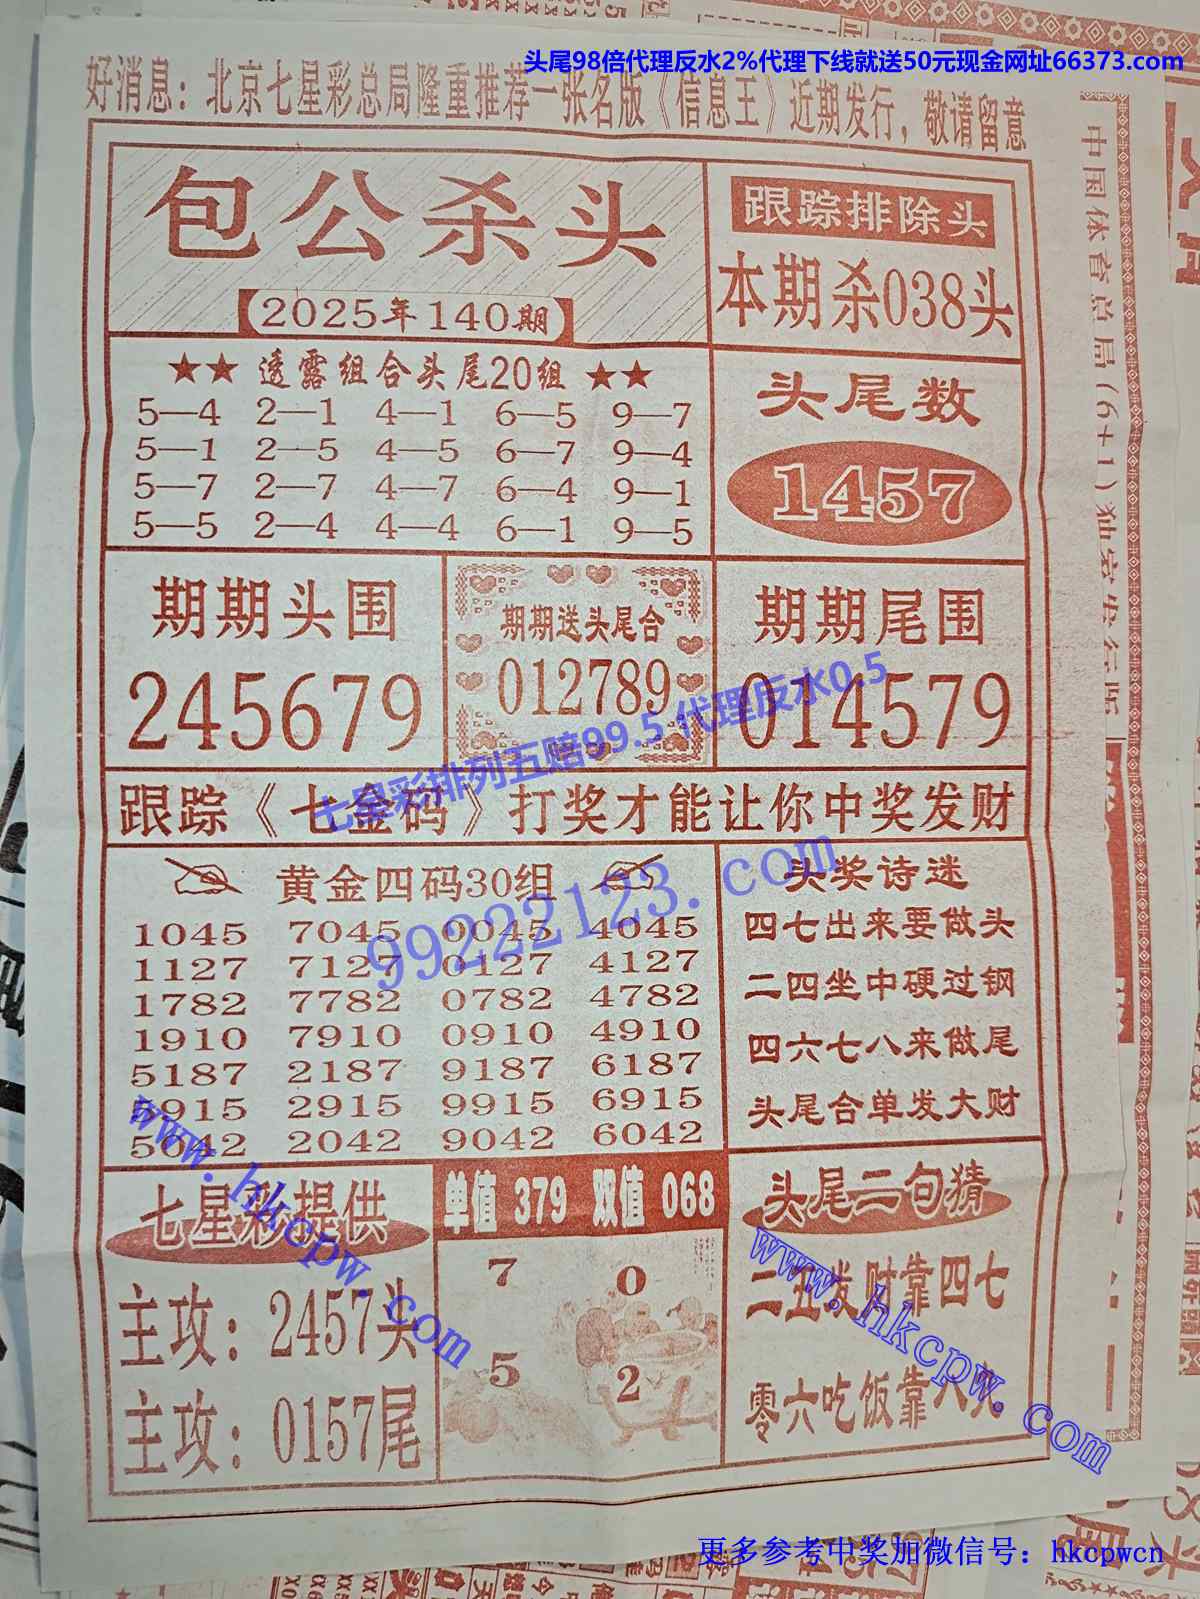 头尾98倍代理反水2%代理下线就送50元现金网址66373.com
好消息：北京七星彩总局隆重推荐一张名版《信息王》近期发行，敬请留意
包公杀头
2025年140期
跟踪排除头
本期杀038头
★★ 透露组合头尾20组 ★★
5—4 2—1 4—1 6—5 9—7
5—1 2—5 4—5 6—7 9—4
5—7 2—7 4—7 6—4 9—1
5—5 2—4 4—4 6—1 9—5
头尾数
1457
期期头围
245679
期期送头尾合
012789
期期尾围
014579
七星彩排列五赔99.5 代理反水0.5
跟踪《七金码》打奖才能让你中奖发财
黄金四码30组
1045 7045 0045 4045
1127 7127 0127 4127
1782 7782 0782 4782
1910 7910 0910 4910
5187 2187 9187 6187
5915 2915 9915 6915
5042 2042 9042 6042
99222123.com
头奖诗迷
四七出来要做头
二四坐中硬过钢
四六七八来做尾
头尾合单发大财
七星彩提供
主攻：2457头
主攻：0157尾
www.hkcpw.com
单值 379 双值 068
7 0
5 2
头尾二句猜
二五发财靠四七
零六吃饭靠八九
www.hkcpw.com
中国体育总局(6+1)独家发行版
更多参考中奖加微信号：hkcpwcn